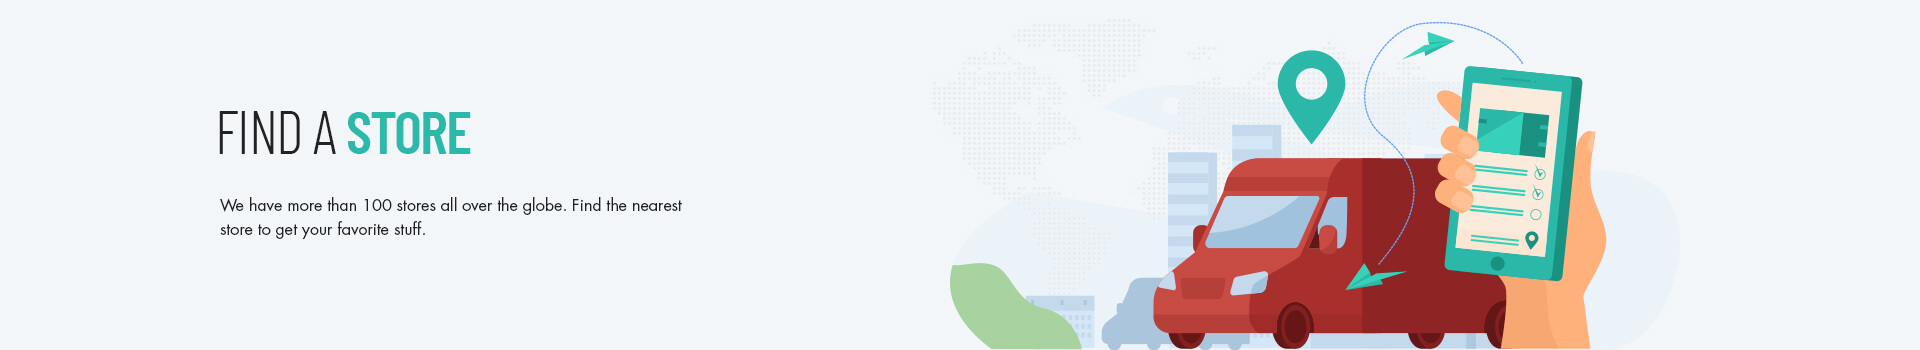 FIND A STORE
We have more than 100 stores all over the globe. Find the nearest
store to get your favorite stuff.